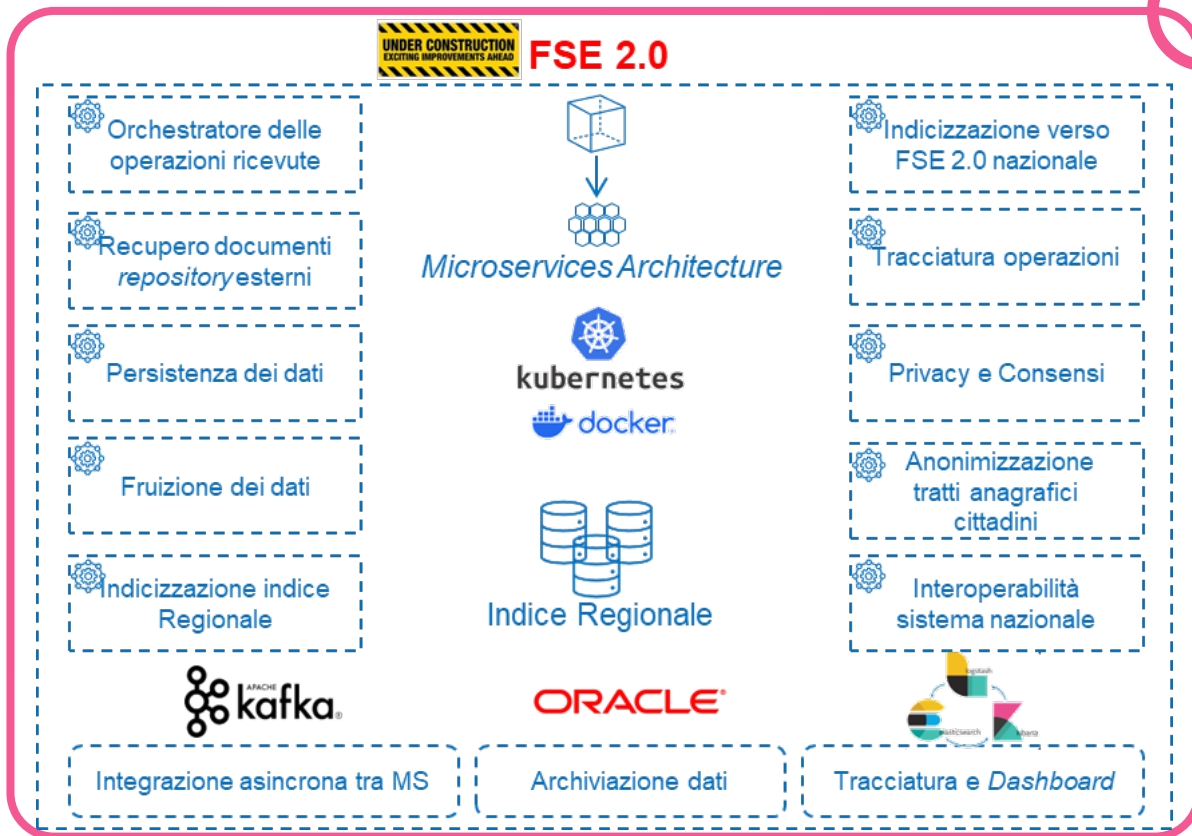 UNDER CONSTRUCTION
EXCITING IMPROVEMENTS AHEAD
FSE 2.0
Orchestratore delle
operazioni ricevute
Recupero documenti
repository esterni
Persistenza dei dati
Fruizione dei dati
Indicizzazione indice
Regionale
Microservices Architecture
kubernetes
docker
Indice Regionale
Indicizzazione verso
FSE 2.0 nazionale
Tracciatura operazioni
Privacy e Consensi
Anonimizzazione
tratti anagrafici
cittadini
Interoperabilità
sistema nazionale
APACHE
kafka®
ORACLE®
logstash
elasticsearch
kibana
Integrazione asincrona tra MS
Archiviazione dati
Tracciatura e Dashboard